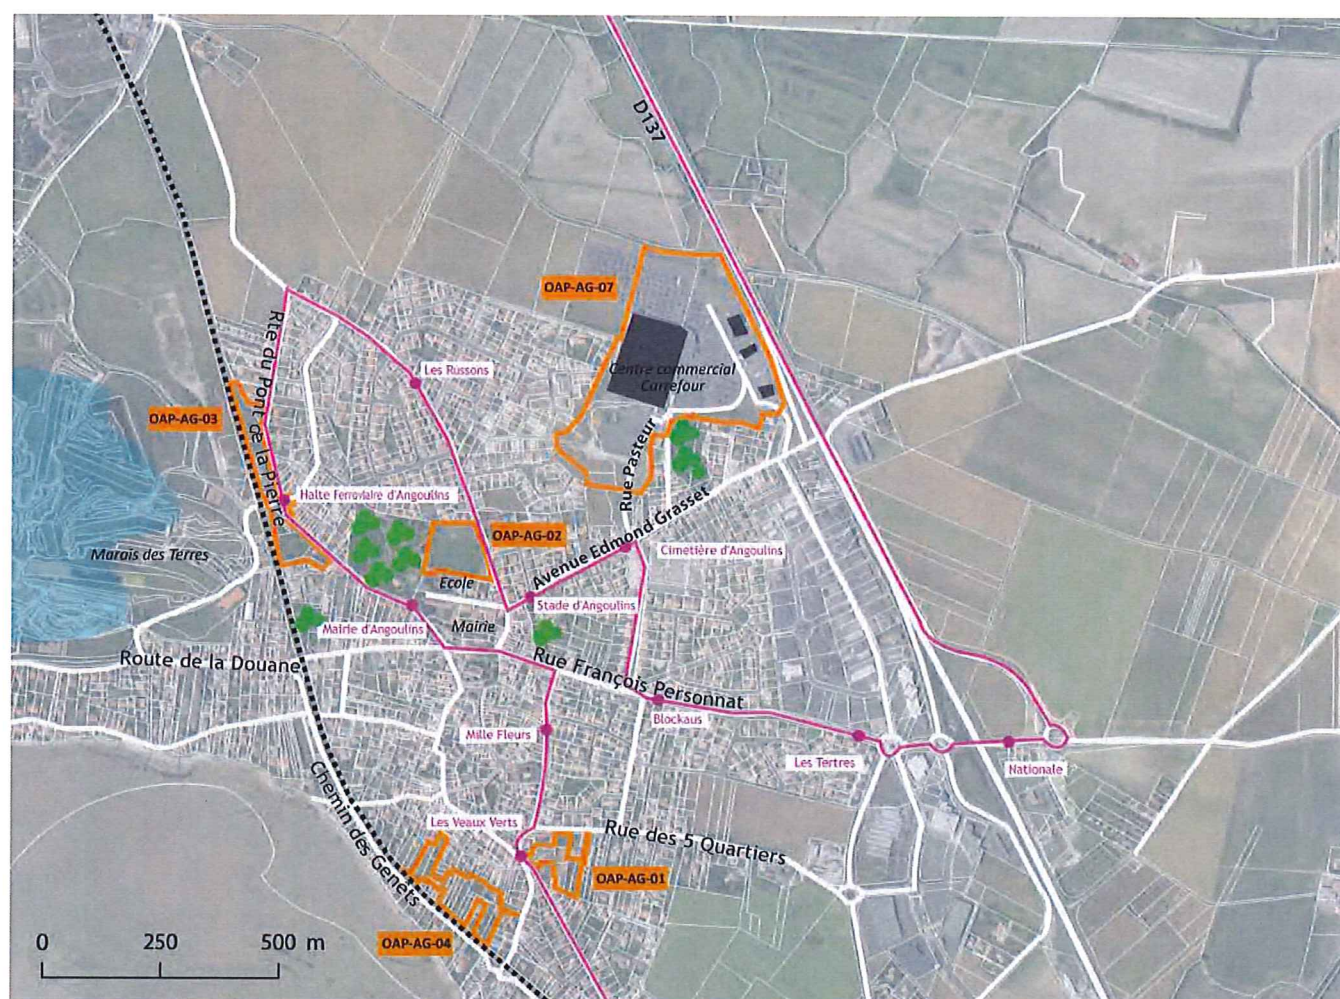 D137
OAP-AG-07
Rte du Pont de la Pierre
Les Russons
Centre commercial
Carrefour
OAP-AG-03
Rue Pasteur
Halte Ferroviaire d'Angoulins
Avenue Edmond Grasset
OAP-AG-02
Marais des Terres
Cimetière d'Angoulins
Ecole
Stade d'Angoulins
Mairie d'Angoulins
Mairie
Route de la Douane
Rue François Personnat
Blockaus
Mille Fleurs
Les Tertres
Nationale
Chemin des Genêts
Les Veaux Verts
Rue des 5 Quartiers
OAP-AG-01
OAP-AG-04
0 250 500 m